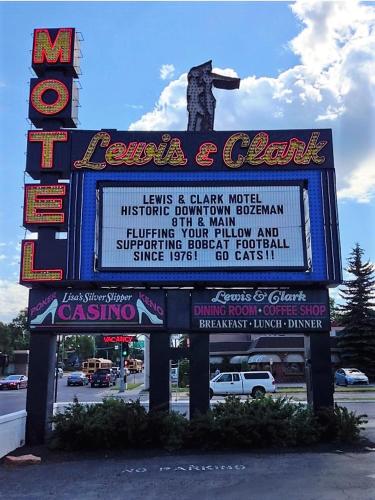 MOTEL
Lewis & Clark
LEWIS & CLARK MOTEL
HISTORIC DOWNTOWN BOZEMAN
8TH & MAIN
FLUFFING YOUR PILLOW AND
SUPPORTING BOBCAT FOOTBALL
SINCE 1976! GO CATS!!
Lisa's Silver Slipper
POKER CASINO KENO
Lewis & Clark
DINING ROOM COFFEE SHOP
BREAKFAST LUNCH DINNER
VACANCY
NO PARKING